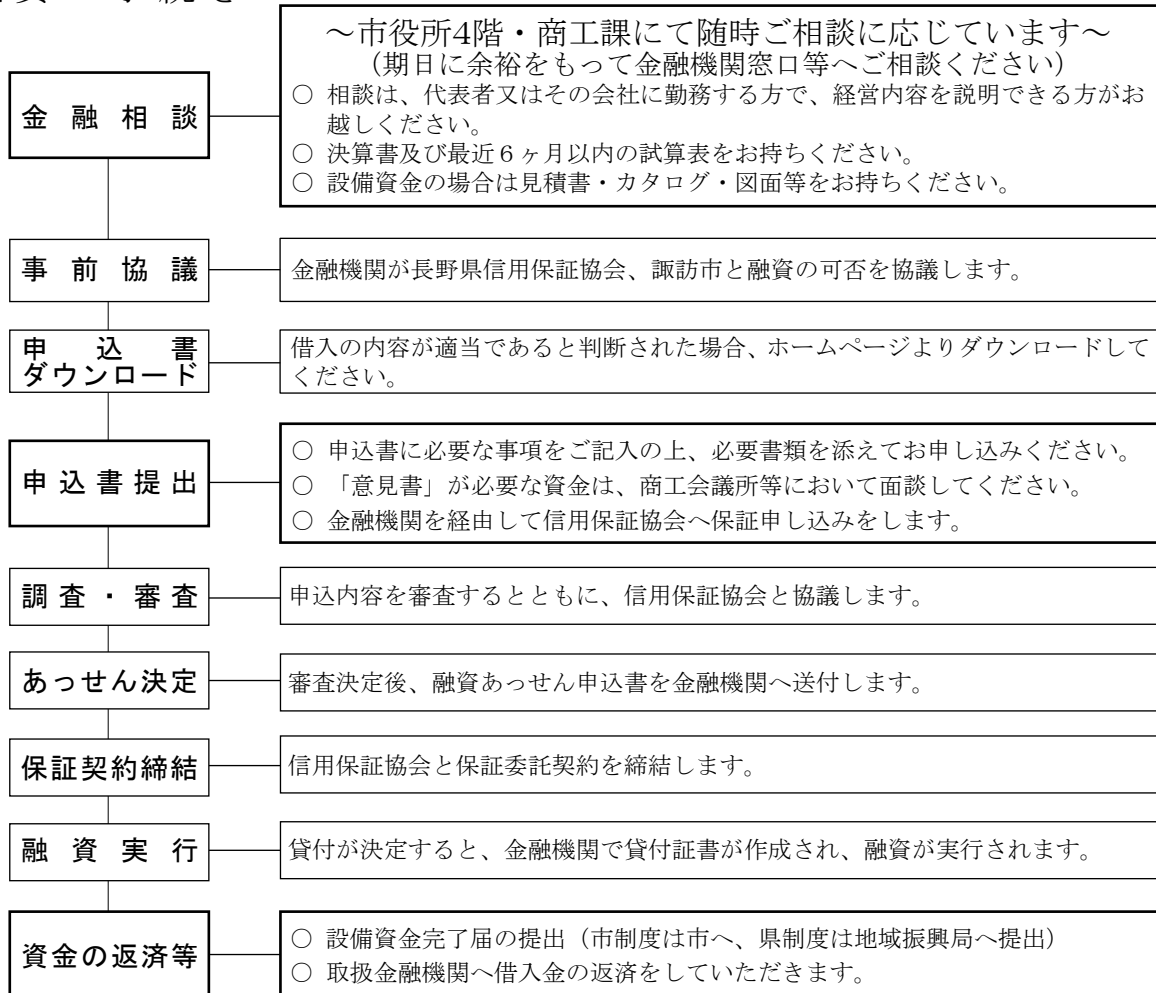 金融相談
～市役所4階・商工課にて随時ご相談に応じています～
（期日に余裕をもって金融機関窓口等へご相談ください）
○ 相談は、代表者又はその会社に勤務する方で、経営内容を説明できる方がお
越しください。
○ 決算書及び最近６ヶ月以内の試算表をお持ちください。
○ 設備資金の場合は見積書・カタログ・図面等をお持ちください。
事前協議
金融機関が長野県信用保証協会、諏訪市と融資の可否を協議します。
申込書
ダウンロード
借入の内容が適当であると判断された場合、ホームページよりダウンロードして
ください。
申込書提出
○ 申込書に必要な事項をご記入の上、必要書類を添えてお申し込みください。
○ 「意見書」が必要な資金は、商工会議所等において面談してください。
○ 金融機関を経由して信用保証協会へ保証申し込みをします。
調査・審査
申込内容を審査するとともに、信用保証協会と協議します。
あっせん決定
審査決定後、融資あっせん申込書を金融機関へ送付します。
保証契約締結
信用保証協会と保証委託契約を締結します。
融資実行
貸付が決定すると、金融機関で貸付証書が作成され、融資が実行されます。
資金の返済等
○ 設備資金完了届の提出（市制度は市へ、県制度は地域振興局へ提出）
○ 取扱金融機関へ借入金の返済をしていただきます。